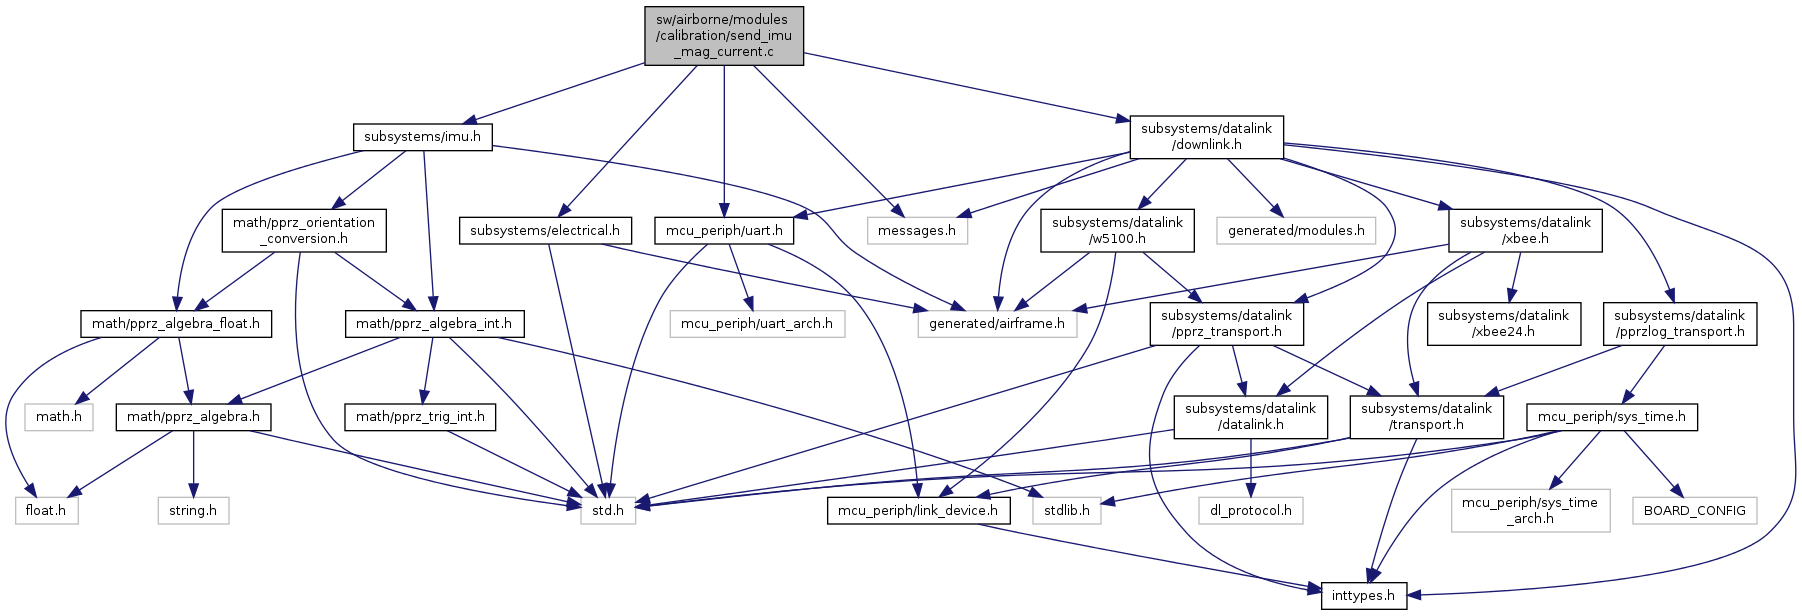 sw/airborne/modules
/calibration/send_imu
_mag_current.c
subsystems/imu.h
subsystems/datalink
/downlink.h
math/pprz_orientation
_conversion.h
subsystems/electrical.h
mcu_periph/uart.h
messages.h
subsystems/datalink
/w5100.h
generated/modules.h
subsystems/datalink
/xbee.h
math/pprz_algebra_float.h
math/pprz_algebra_int.h
mcu_periph/uart_arch.h
generated/airframe.h
subsystems/datalink
/pprz_transport.h
subsystems/datalink
/xbee24.h
subsystems/datalink
/pprzlog_transport.h
math.h
math/pprz_algebra.h
math/pprz_trig_int.h
subsystems/datalink
/datalink.h
subsystems/datalink
/transport.h
mcu_periph/sys_time.h
float.h
string.h
std.h
mcu_periph/link_device.h
stdlib.h
dl_protocol.h
mcu_periph/sys_time
_arch.h
BOARD_CONFIG
inttypes.h